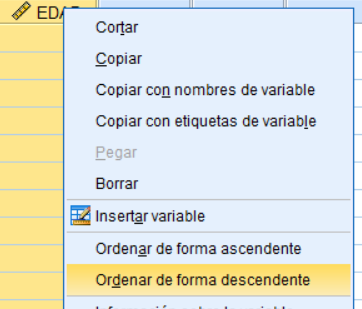 EDA
Cortar
Copiar
Copiar con nombres de variable
Copiar con etiquetas de variable
Pegar
Borrar
Insertar variable
Ordenar de forma ascendente
Ordenar de forma descendente